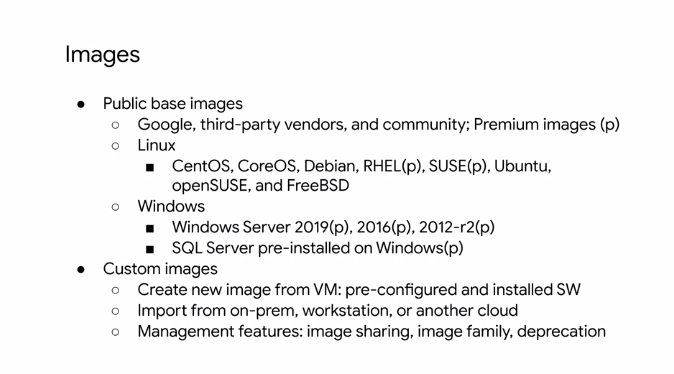 Images
● Public base images
○ Google, third-party vendors, and community; Premium images (p)
○ Linux
■ CentOS, CoreOS, Debian, RHEL(p), SUSE(p), Ubuntu,
openSUSE, and FreeBSD
○ Windows
■ Windows Server 2019(p), 2016(p), 2012-r2(p)
■ SQL Server pre-installed on Windows(p)
● Custom images
○ Create new image from VM: pre-configured and installed SW
○ Import from on-prem, workstation, or another cloud
○ Management features: image sharing, image family, deprecation